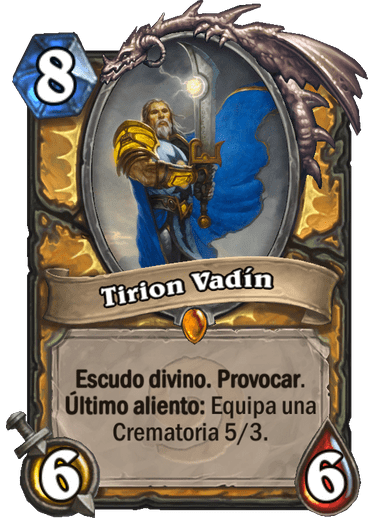 8
Tirion Vadín
Escudo divino. Provocar.
Último aliento: Equipa una
Crematoria 5/3.
6
6